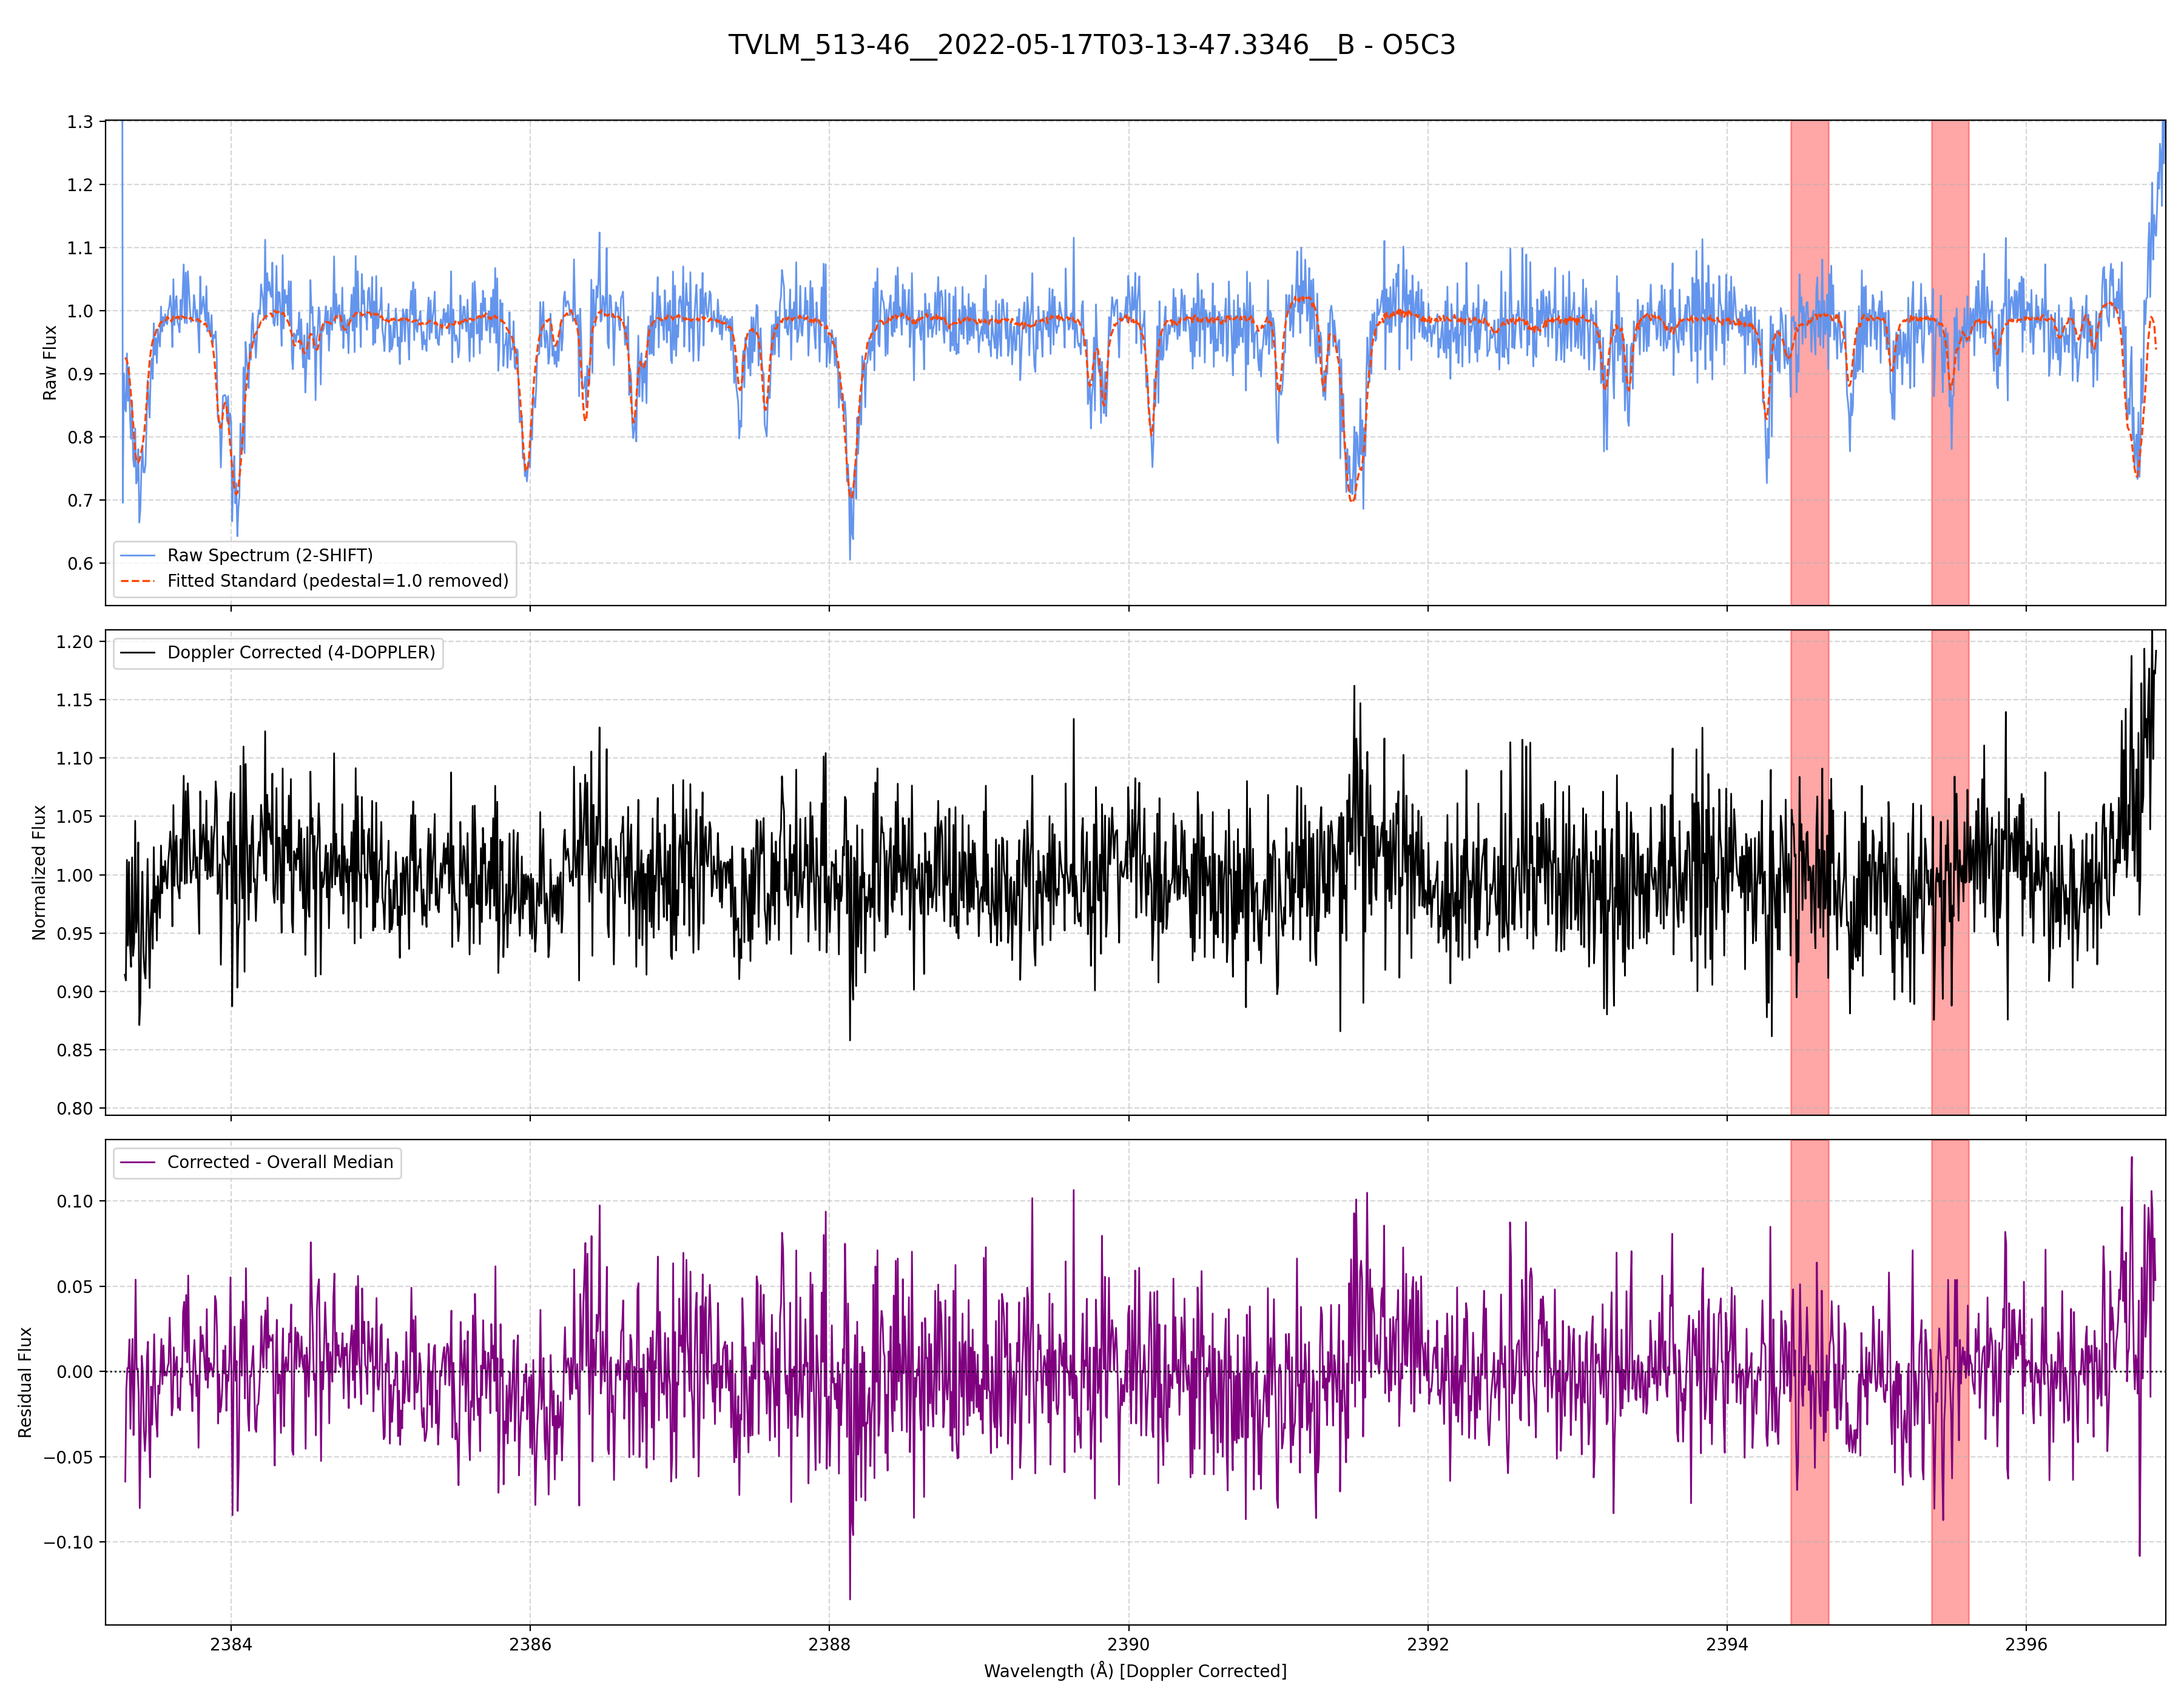 TVLM_513-46__2022-05-17T03-13-47.3346__B - O5C3
1.3
1.2
1.1
1.0
0.9
0.8
0.7
0.6
Raw Flux
Raw Spectrum (2-SHIFT)
Fitted Standard (pedestal=1.0 removed)
1.20
1.15
1.10
1.05
1.00
0.95
0.90
0.85
0.80
Normalized Flux
Doppler Corrected (4-DOPPLER)
0.10
0.05
0.00
−0.05
−0.10
Residual Flux
Corrected - Overall Median
2384 2386 2388 2390 2392 2394 2396
Wavelength (Å) [Doppler Corrected]